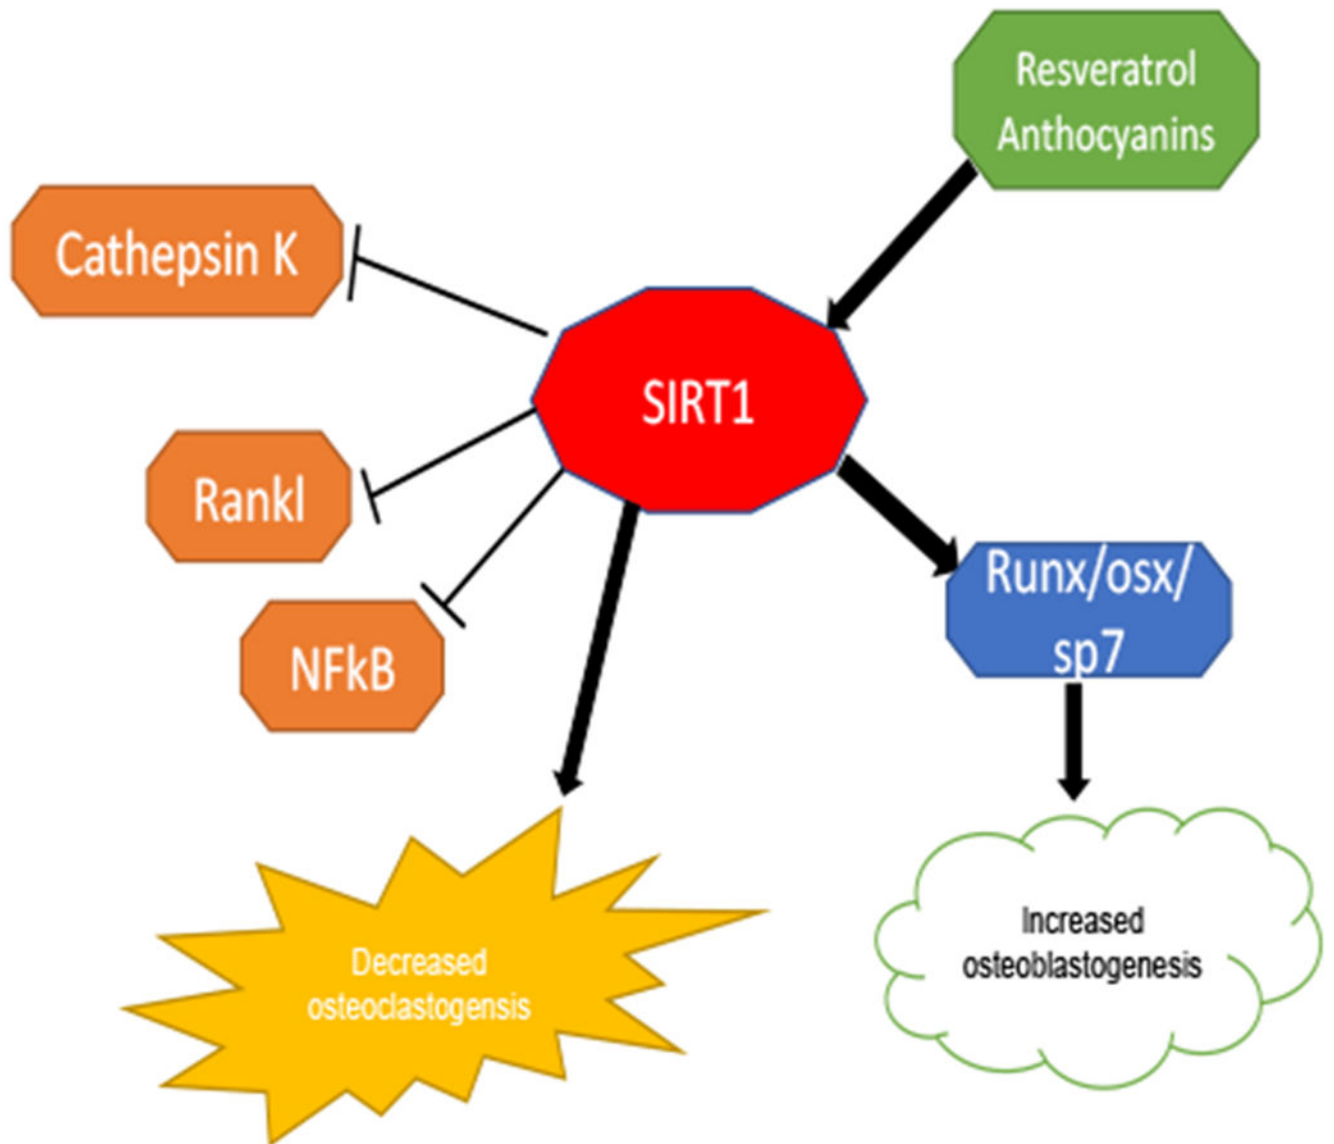 Resveratrol
Anthocyanins
Cathepsin K
SIRT1
Rankl
Runx/osx/
sp7
NFkB
Increased
osteoblastogenesis
Decreased
osteoclastogensis